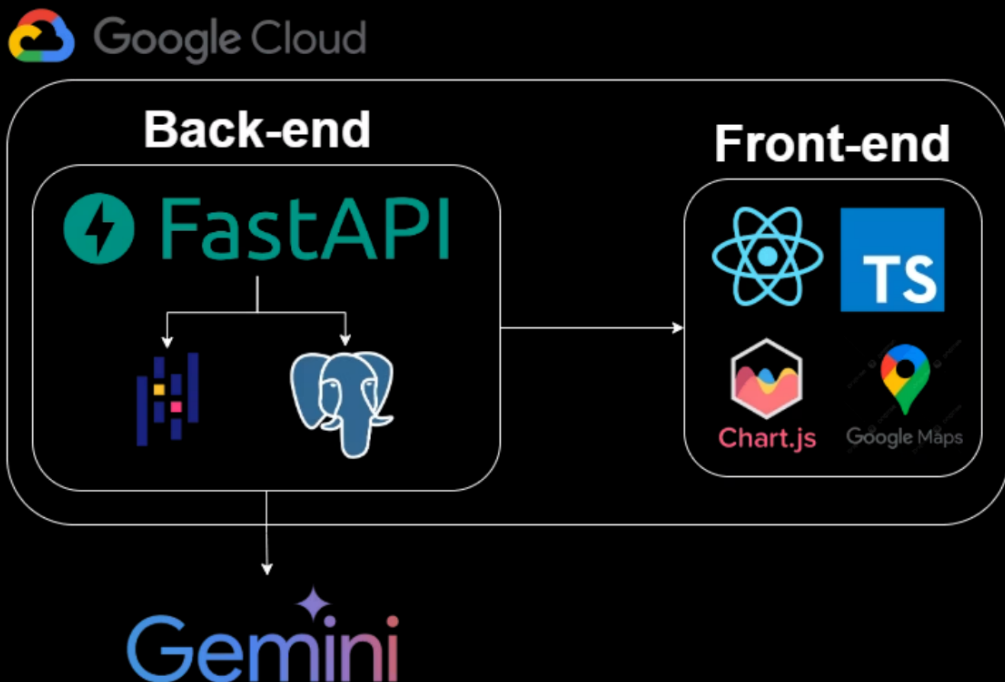 Google Cloud
Back-end
Front-end
FastAPI
TS
Chart.js
Google Maps
Gemini